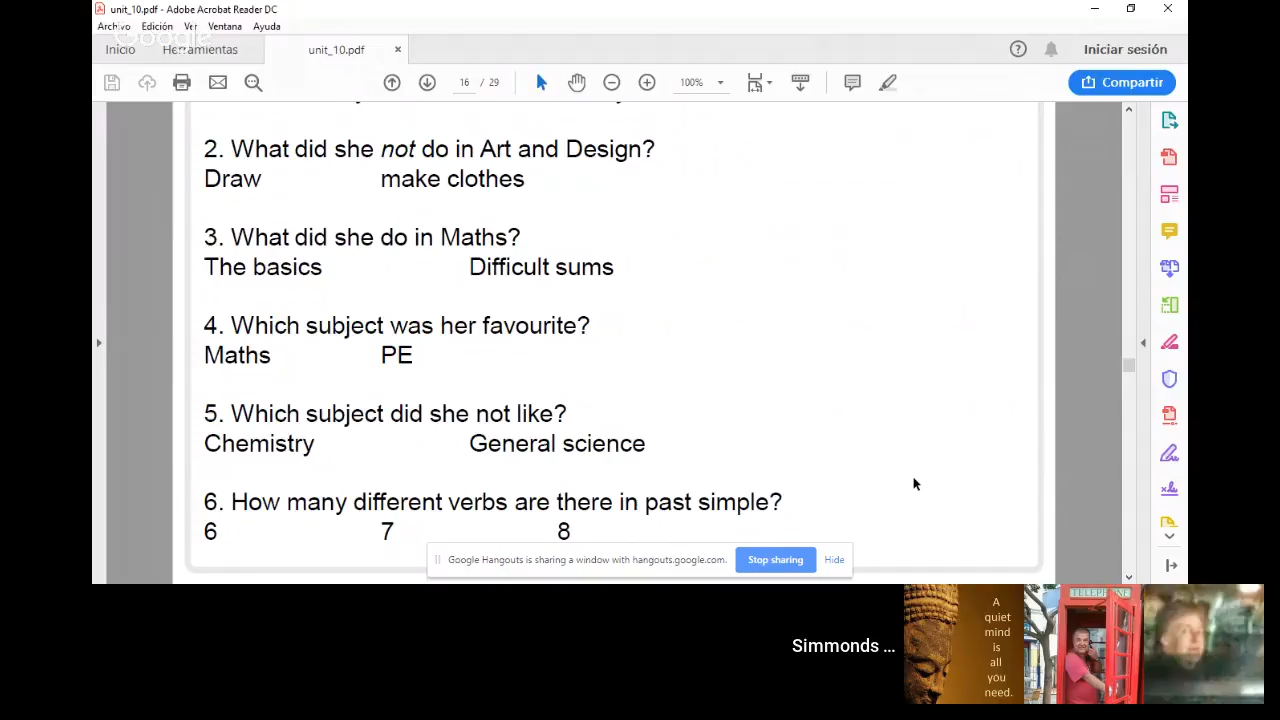 unit_10.pdf - Adobe Acrobat Reader DC
Archivo Edición Ver Ventana Ayuda
Google
Inicio Herramientas unit_10.pdf × Iniciar sesión
16 / 29 100% Compartir
2. What did she not do in Art and Design?
Draw make clothes
3. What did she do in Maths?
The basics Difficult sums
4. Which subject was her favourite?
Maths PE
5. Which subject did she not like?
Chemistry General science
6. How many different verbs are there in past simple?
6 7 8
Google Hangouts is sharing a window with hangouts.google.com. Stop sharing Hide
Simmonds ...
A
quiet
mind
is
all
you
need.
TELEPHONE